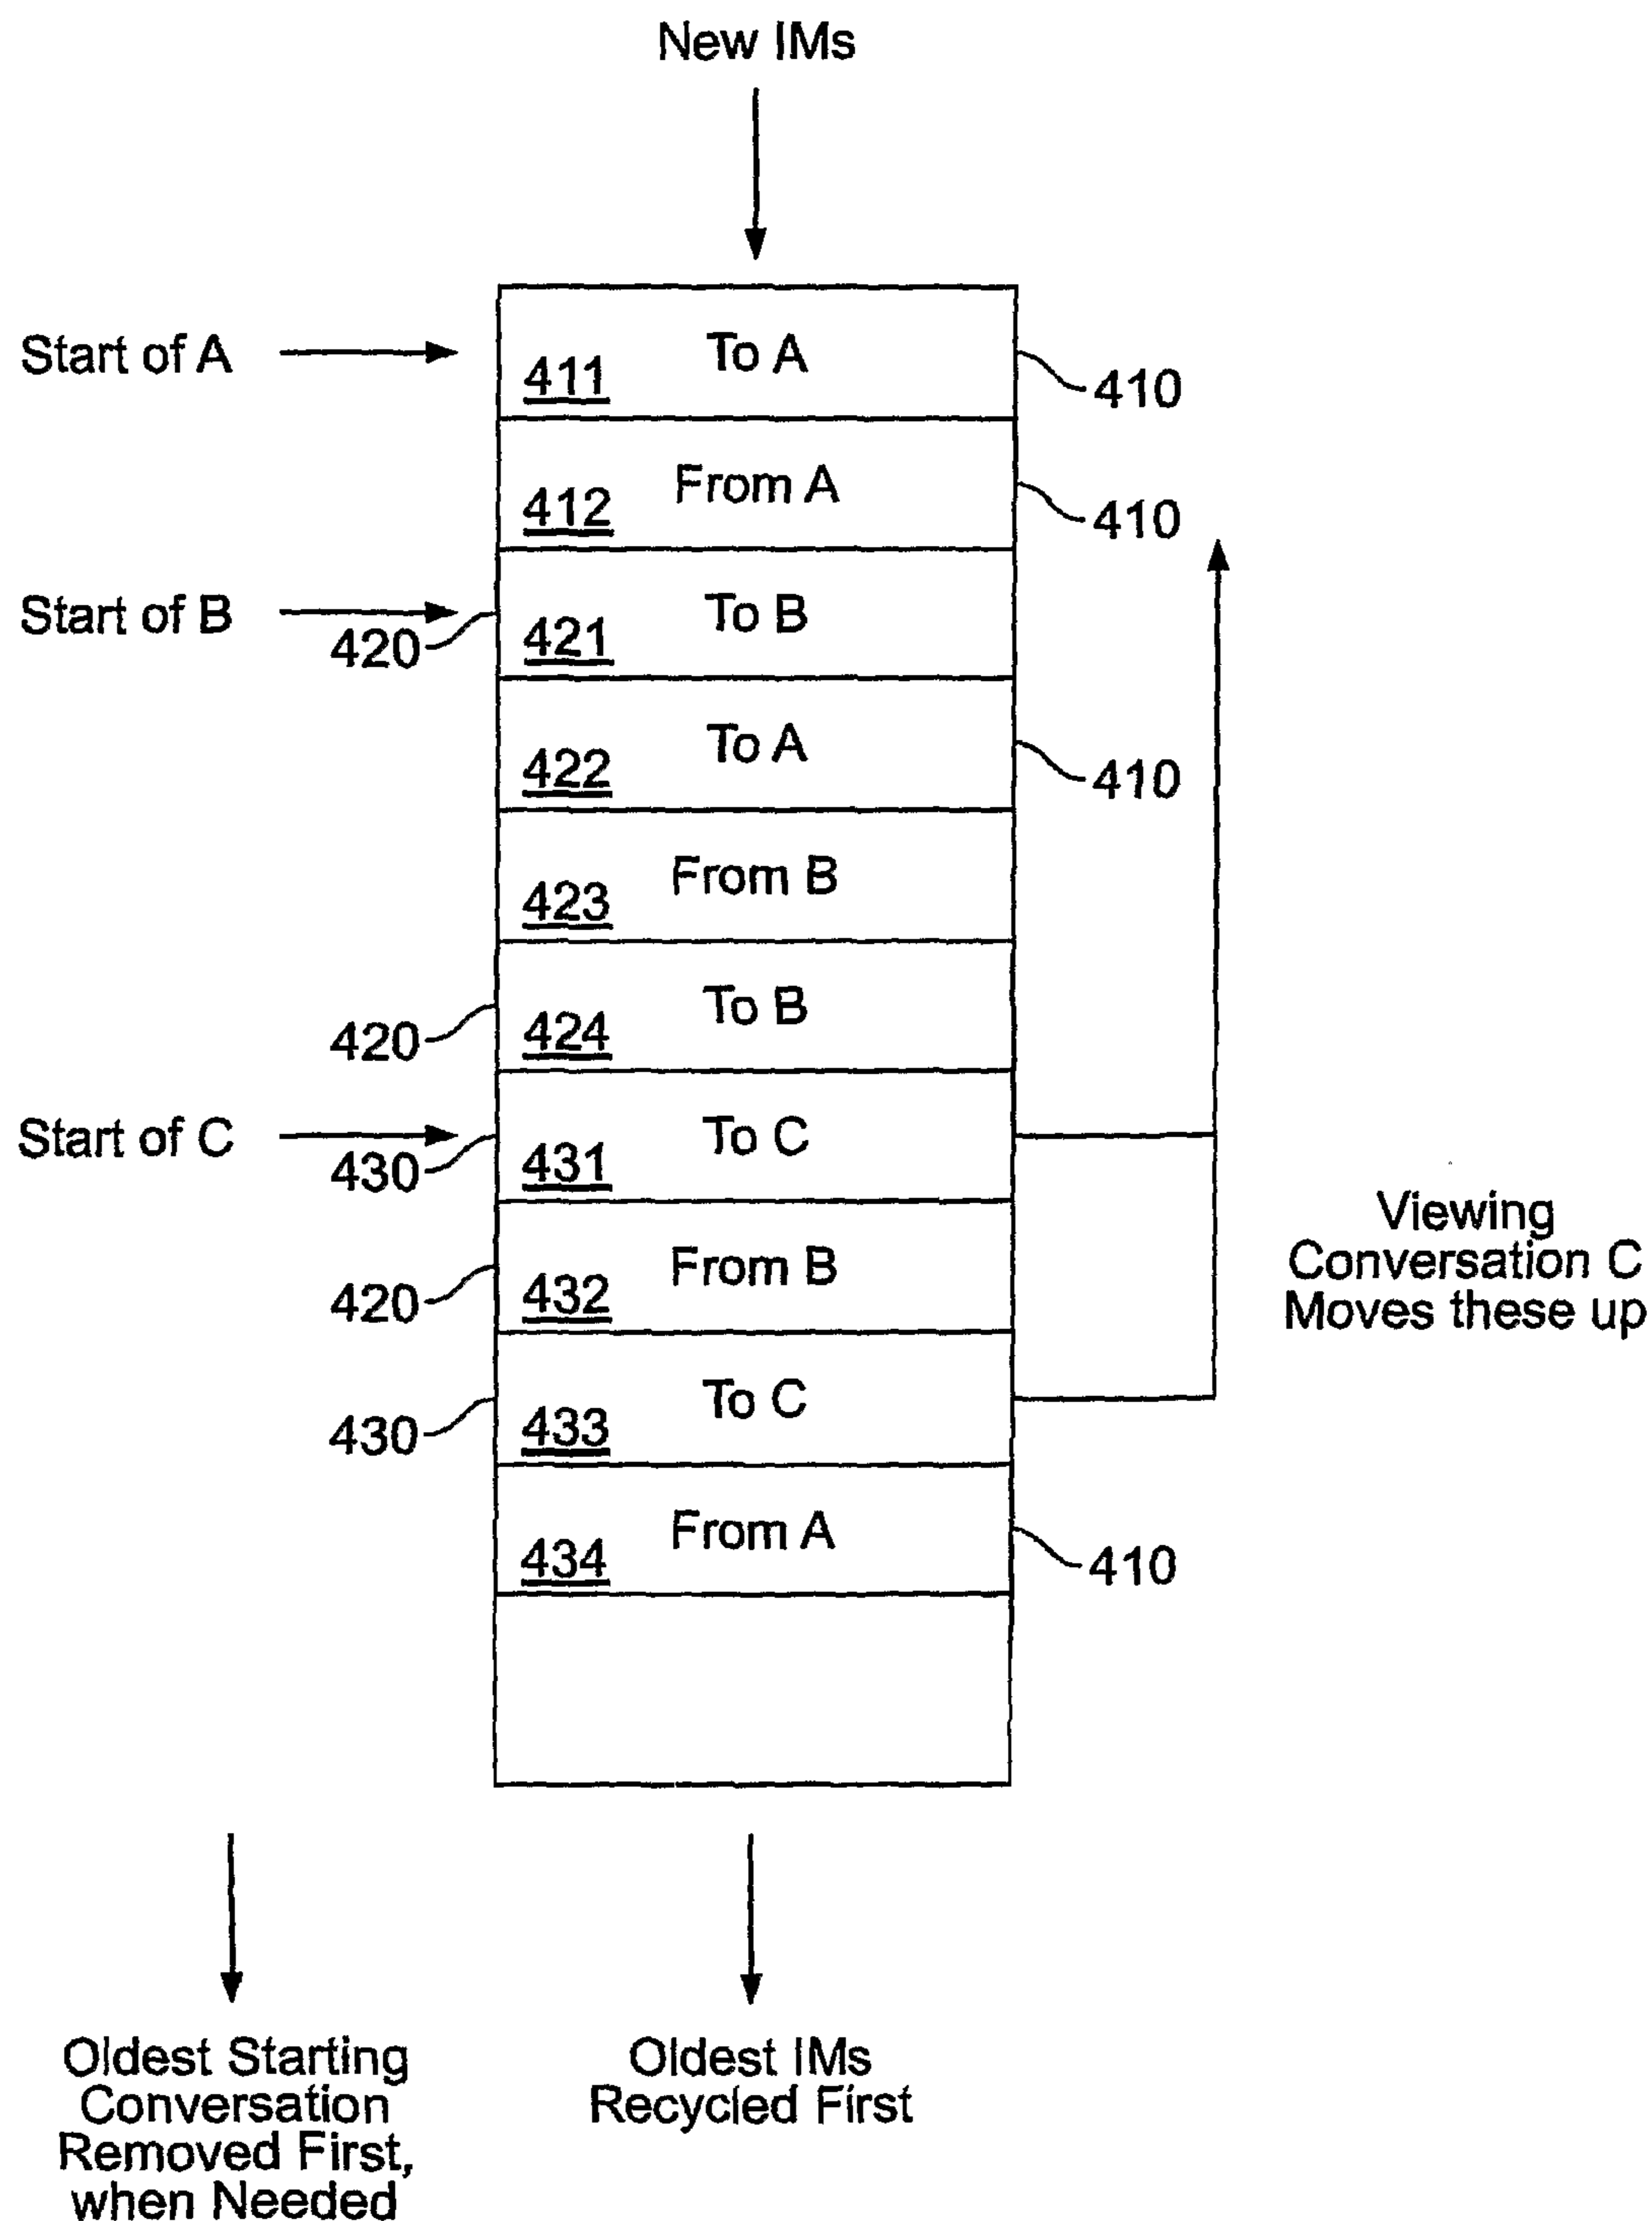 New IMs
Start of A
To A
411
410
From A
412
410
Start of B
420
To B
421
To A
422
410
From B
423
To B
424
420
Start of C
430
To C
431
From B
432
420
Viewing
Conversation C
Moves these up
To C
433
430
From A
434
410
Oldest Starting
Conversation
Removed First,
when Needed
Oldest IMs
Recycled First